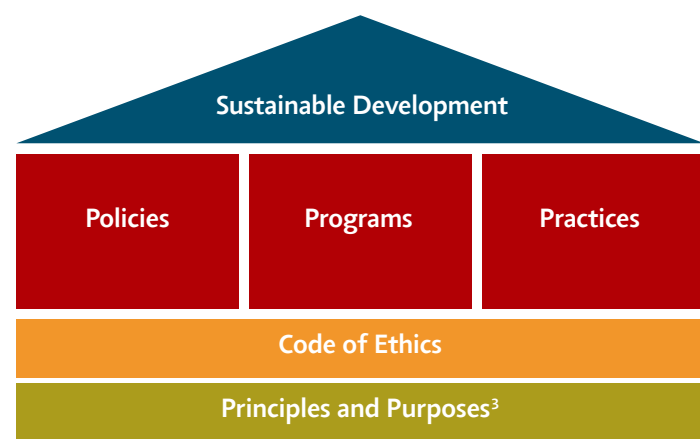 Sustainable Development
Policies
Programs
Practices
Code of Ethics
Principles and Purposes³